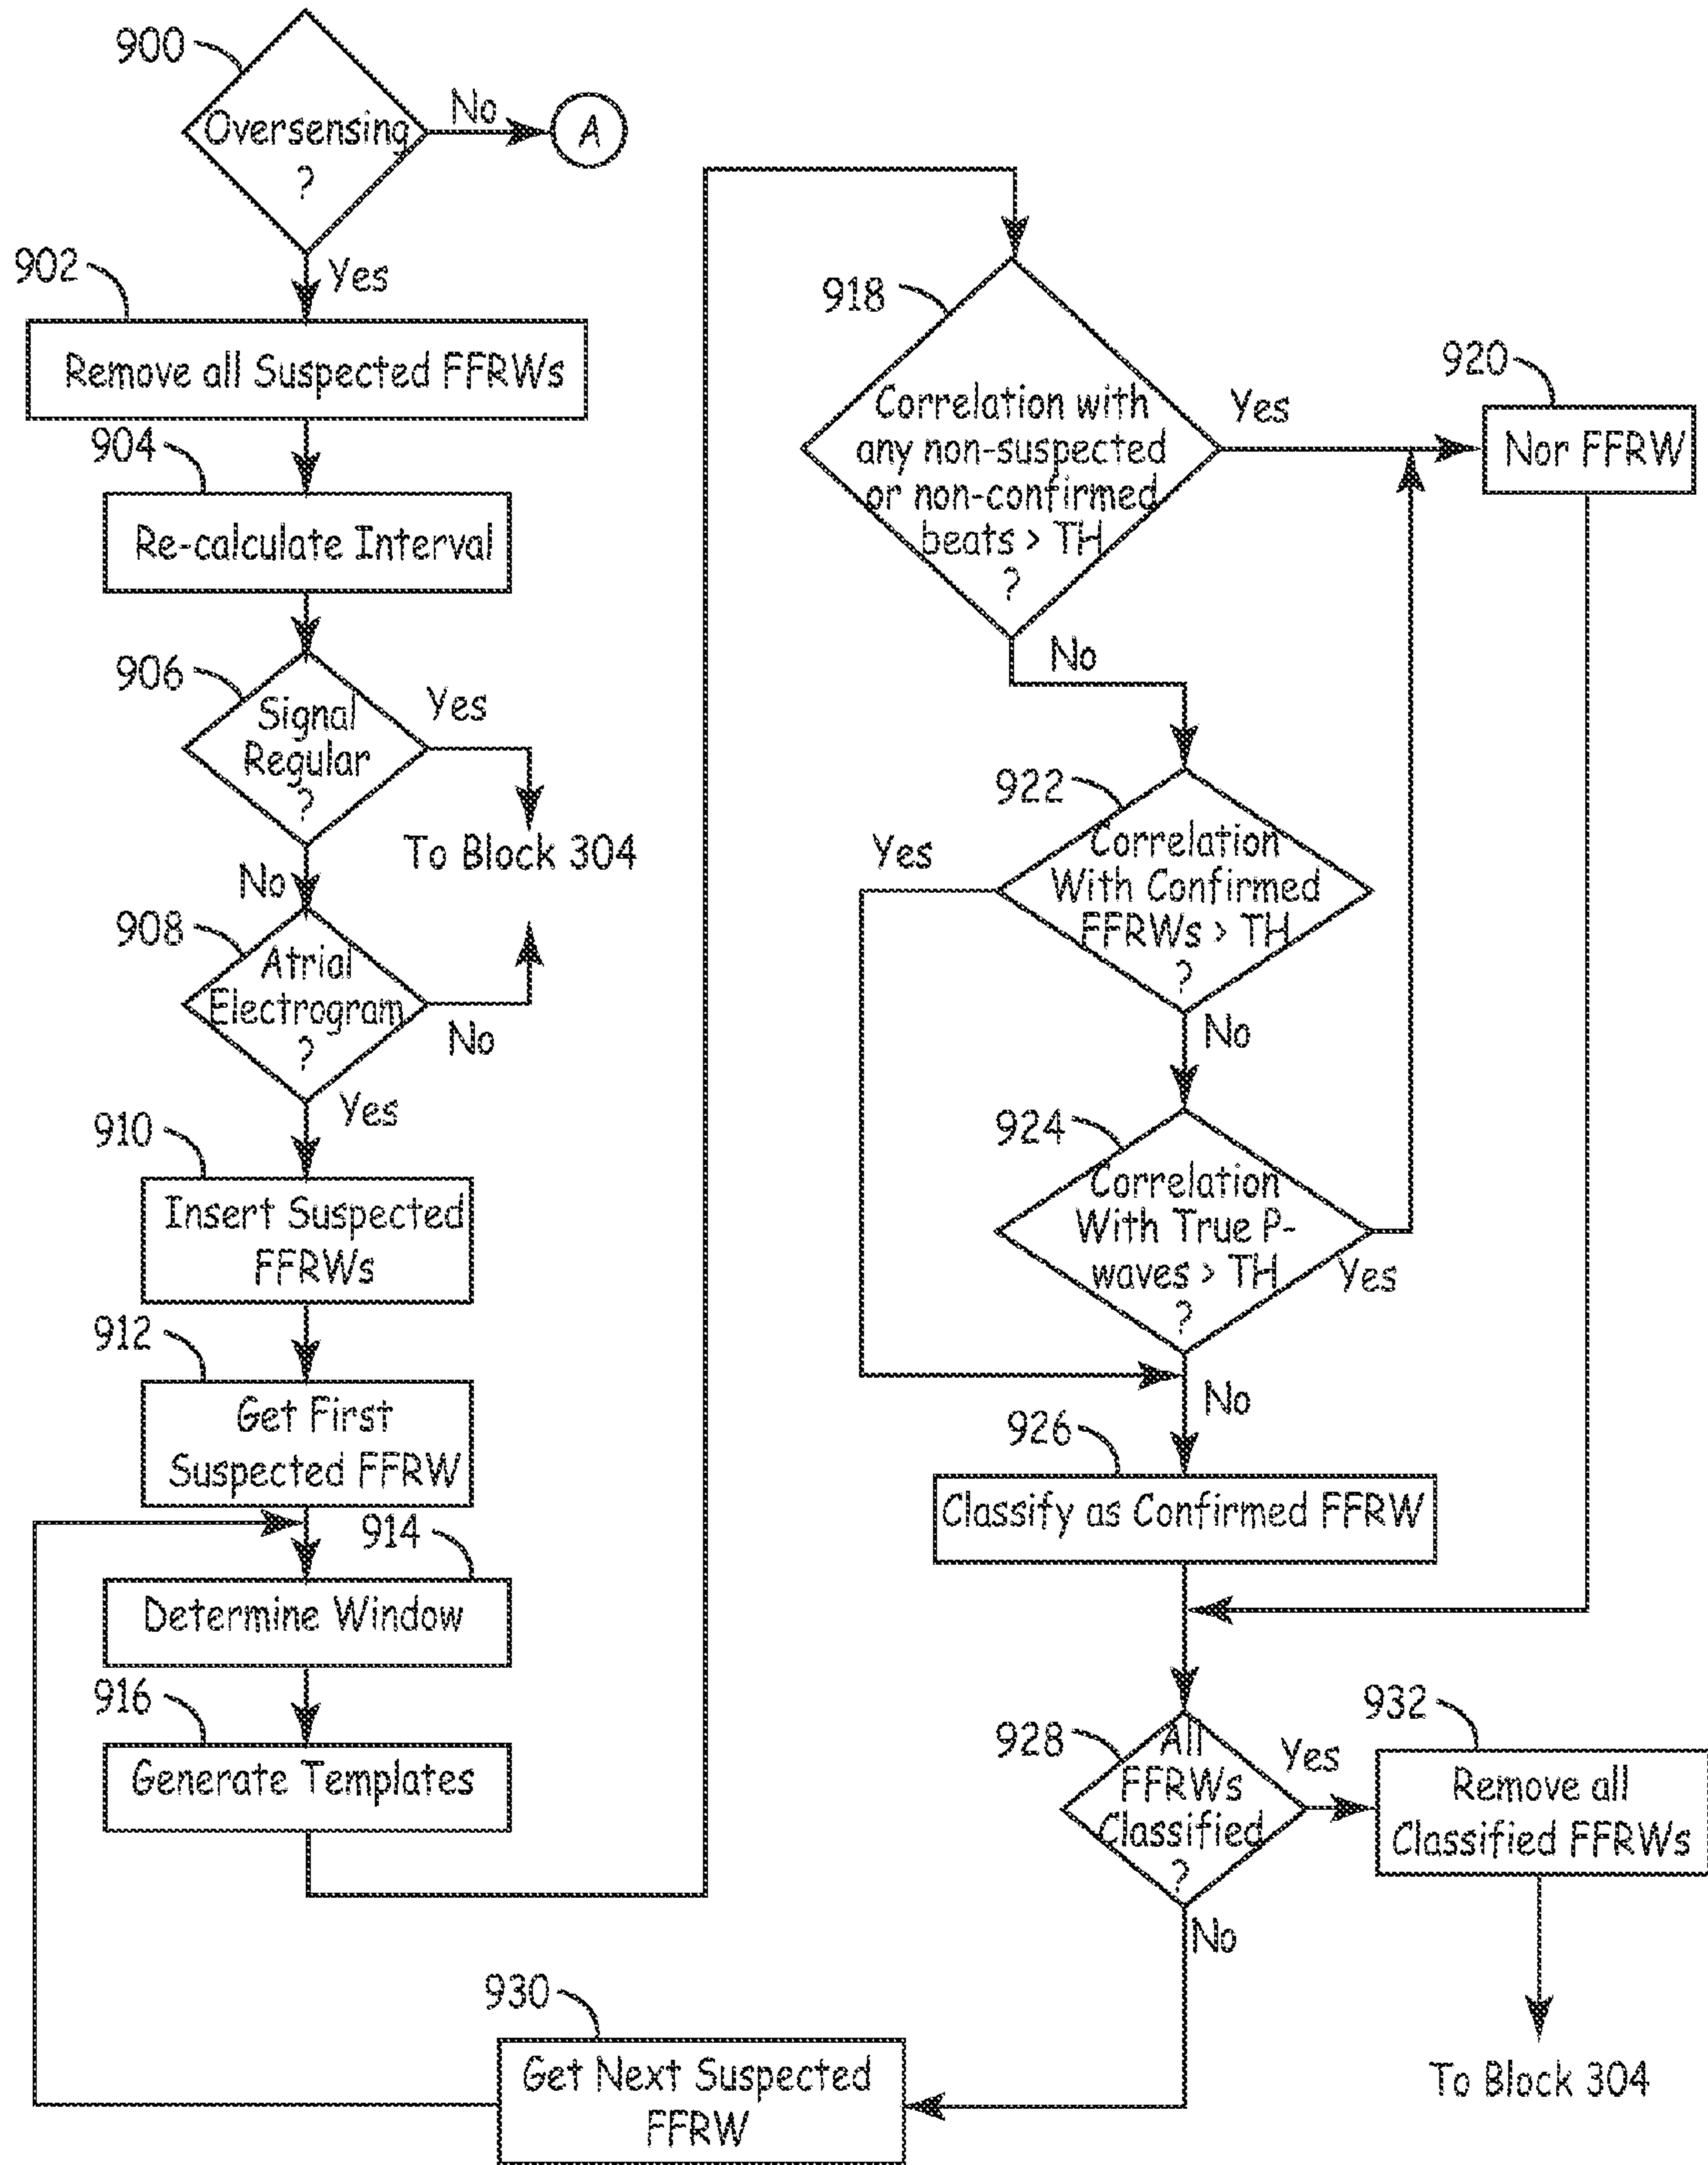 900
Oversensing
?
No
A
Yes
902
Remove all Suspected FFRWs
904
Re-calculate Interval
906
Signal
Regular
?
Yes
To Block 304
No
908
Atrial
Electrogram
?
No
Yes
910
Insert Suspected
FFRWs
912
Get First
Suspected FFRW
914
Determine Window
916
Generate Templates
918
Correlation with
any non-suspected
or non-confirmed
beats > TH
?
Yes
920
Nor FFRW
No
922
Correlation
With Confirmed
FFRWs > TH
?
Yes
No
924
Correlation
With True P-
waves > TH
?
Yes
No
926
Classify as Confirmed FFRW
928
All
FFRWs
Classified
?
Yes
932
Remove all
Classified FFRWs
To Block 304
No
930
Get Next Suspected
FFRW